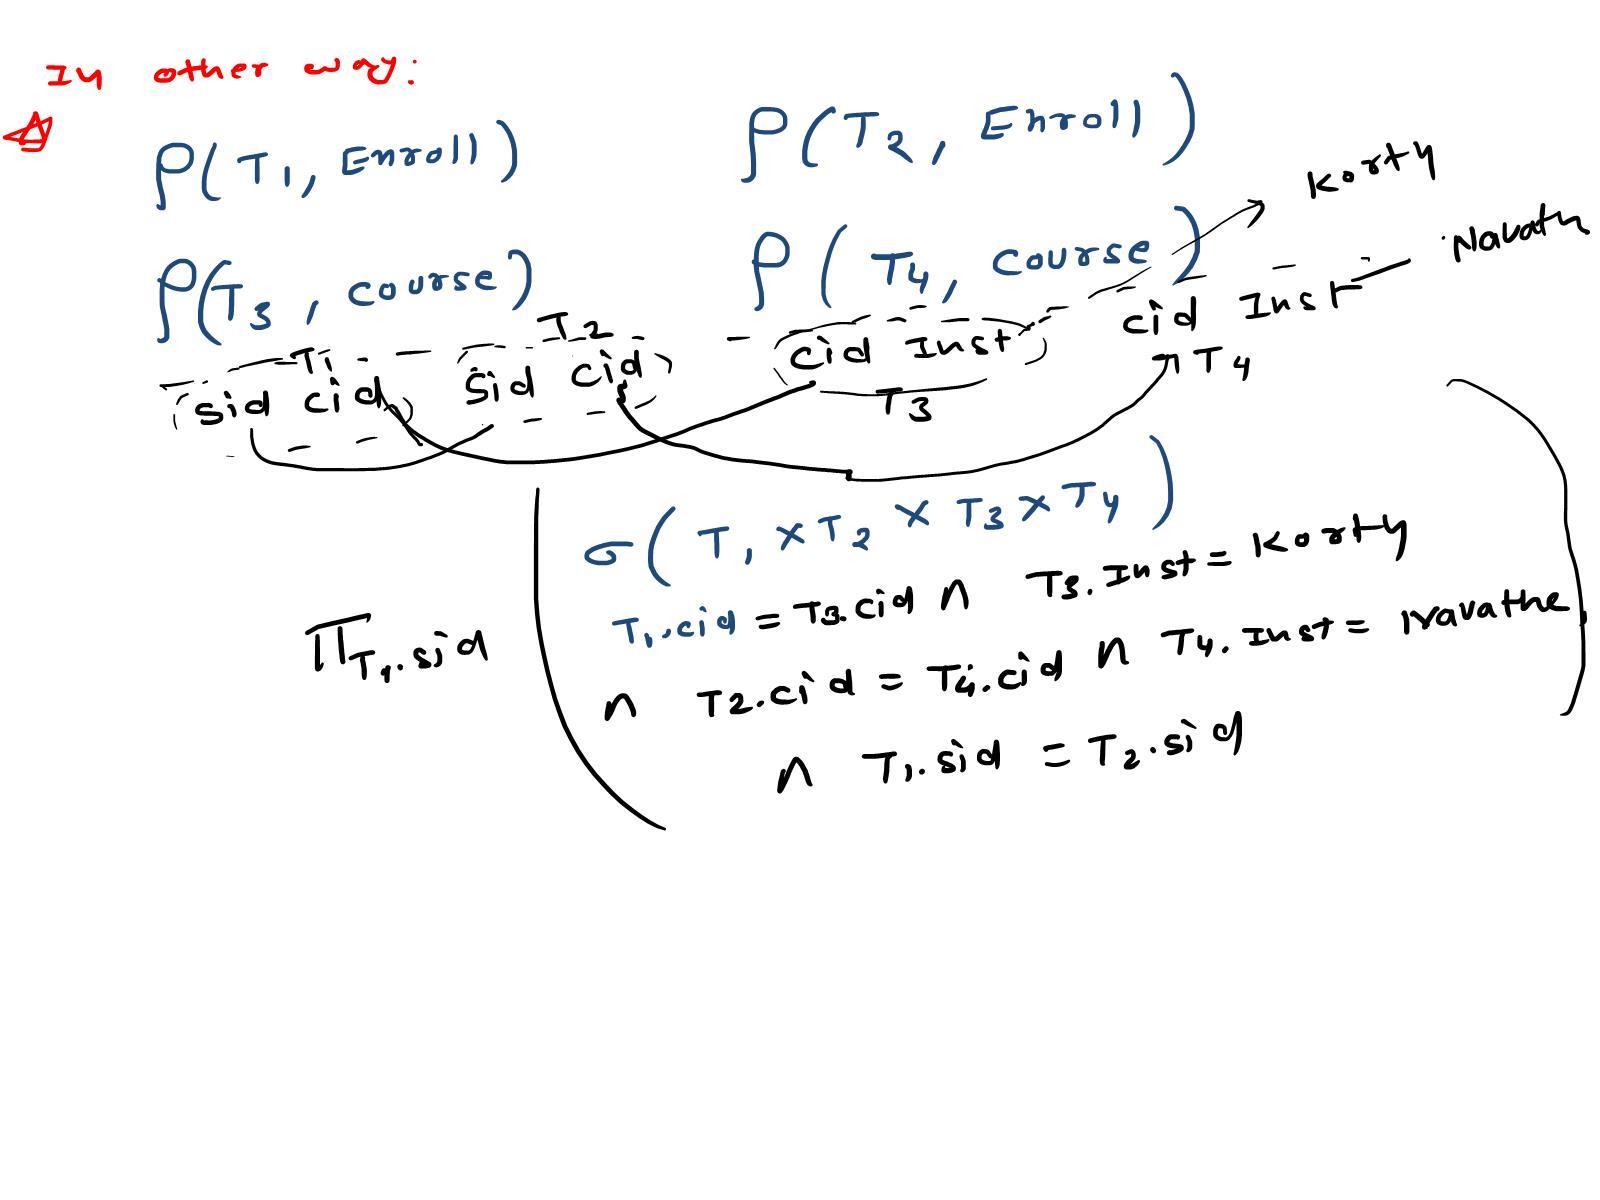 In other way:
ρ(T1, Enroll) ρ(T2, Enroll)
Korty
ρ(T3, course) ρ(T4, course)
Navath
T1 T2
sid cid sid cid cid Inst cid Inst
T3 T4
σ(T1 × T2 × T3 × T4)
T1.cid = T3.cid ∩ T3.Inst = Korty
πT1.sid
∩ T2.cid = T4.cid ∩ T4.Inst = Navathe
∩ T1.sid = T2.sid